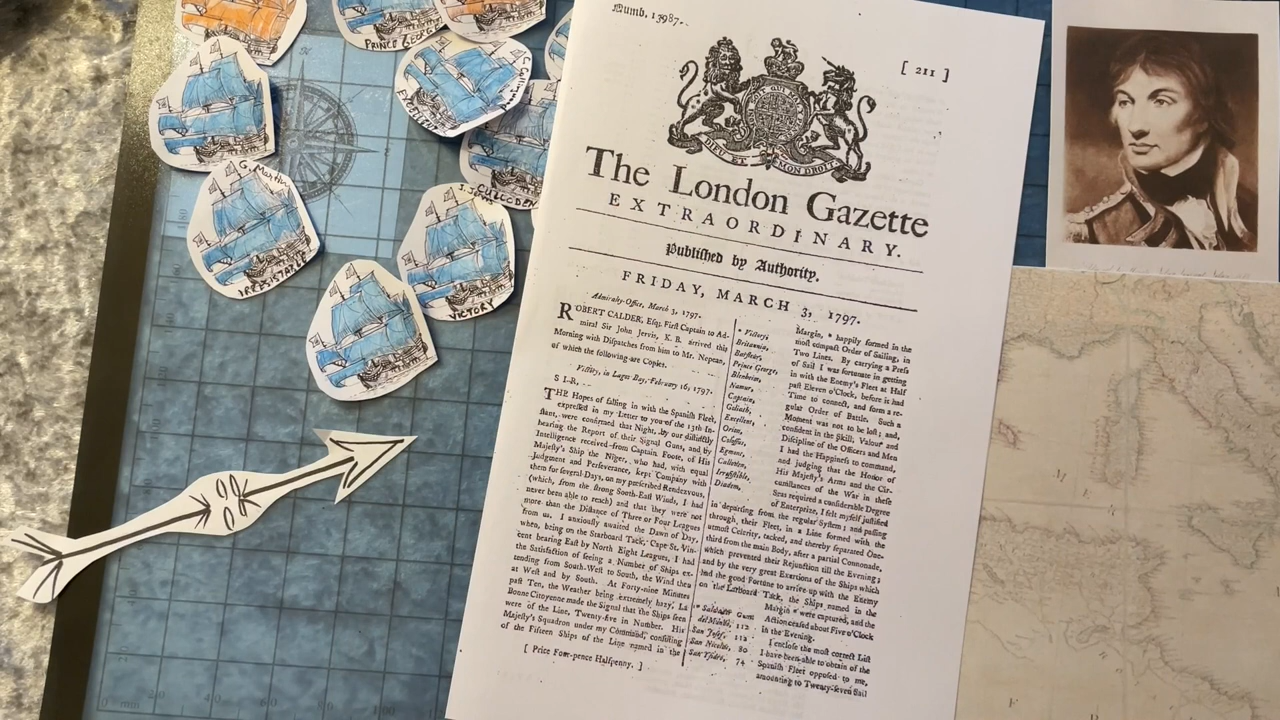 Numb. 13987.
[ 211 ]
DIEU ET MON DROIT
The London Gazette
EXTRAORDINARY.
Published by Authority.
FRIDAY, MARCH 3, 1797.
Admiralty-Office, March 3, 1797.
ROBERT CALDER, Esq; First Captain to Ad-
miral Sir John Jervis, K. B. arrived this
Morning with Dispatches from him to Mr. Nepean,
of which the following are Copies.
Victory, in Lagos Bay, February 16, 1797.
SIR,
THE Hopes of falling in with the Spanish Fleet,
expressed in my Letter to you of the 13th In-
stant, were confirmed that Night, by our distinctly
hearing the Report of their Signal Guns, and by
Intelligence received from Captain Foote, of His
Majesty's Ship the Niger, who had, with equal
Judgment and Perseverance, kept Company with
them for several Days, on my prescribed Rendezvous,
(which, from the strong South-East Winds, I had
never been able to reach) and that they were not
more than the Distance of Three or Four Leagues
from us. I anxiously awaited the Dawn of Day,
when, being on the Starboard Tack, Cape St. Vin-
cent bearing East by North Eight Leagues, I had
the Satisfaction of seeing a Number of Ships ex-
tending from South-West to South, the Wind then
at West and by South. At Forty-nine Minutes
past Ten, the Weather being extremely hazy, La
Bonne Citoyenne made the Signal that the Ships seen
were of the Line, Twenty-five in Number. His
Majesty's Squadron under my Command, consisting
of the Fifteen Ships of the Line named in the
[ Price Four-pence Halfpenny. ]
* Victory,
Britannia,
Barfleur,
Prince George,
Blenheim,
Namur,
Captain,
Goliath,
Excellent,
Orion,
Colossus,
Egmont,
Culloden,
Irresistible,
Diadem,
Margin, * happily formed in the
most compact Order of Sailing, in
Two Lines. By carrying a Press
of Sail I was fortunate in getting
in with the Enemy's Fleet at Half
past Eleven o'Clock, before it had
Time to connect, and form a re-
gular Order of Battle. Such a
Moment was not to be lost; and,
confident in the Skill, Valour and
Discipline of the Officers and Men
I had the Happiness to command,
and judging that the Honor of
His Majesty's Arms and the Cir-
cumstances of the War in these
Seas required a considerable Degree
of Enterprize, I felt myself justified
in departing from the regular System; and passing
through their Fleet, in a Line formed with the
utmost Celerity, tacked, and thereby separated One-
third from the main Body, after a partial Cannonade,
which prevented their Rejunction till the Evening;
and by the very great Exertions of the Ships which
had the good Fortune to arrive up with the Enemy
on the Larboard Tack, the Ships named in the
Guns
112
San Josef, 112
San Nicolas, 80
San Ysidro, 74
Margin * were captured, and the
Action ceased about Five o'Clock
in the Evening.
I enclose the most correct List
I have been able to obtain of the
Spanish Fleet opposed to me,
amounting to Twenty-seven Sail
PRINCE GEORGE
EXCELLENT
CULLODEN
G. Martin
IRRESISTABLE
VICTORY